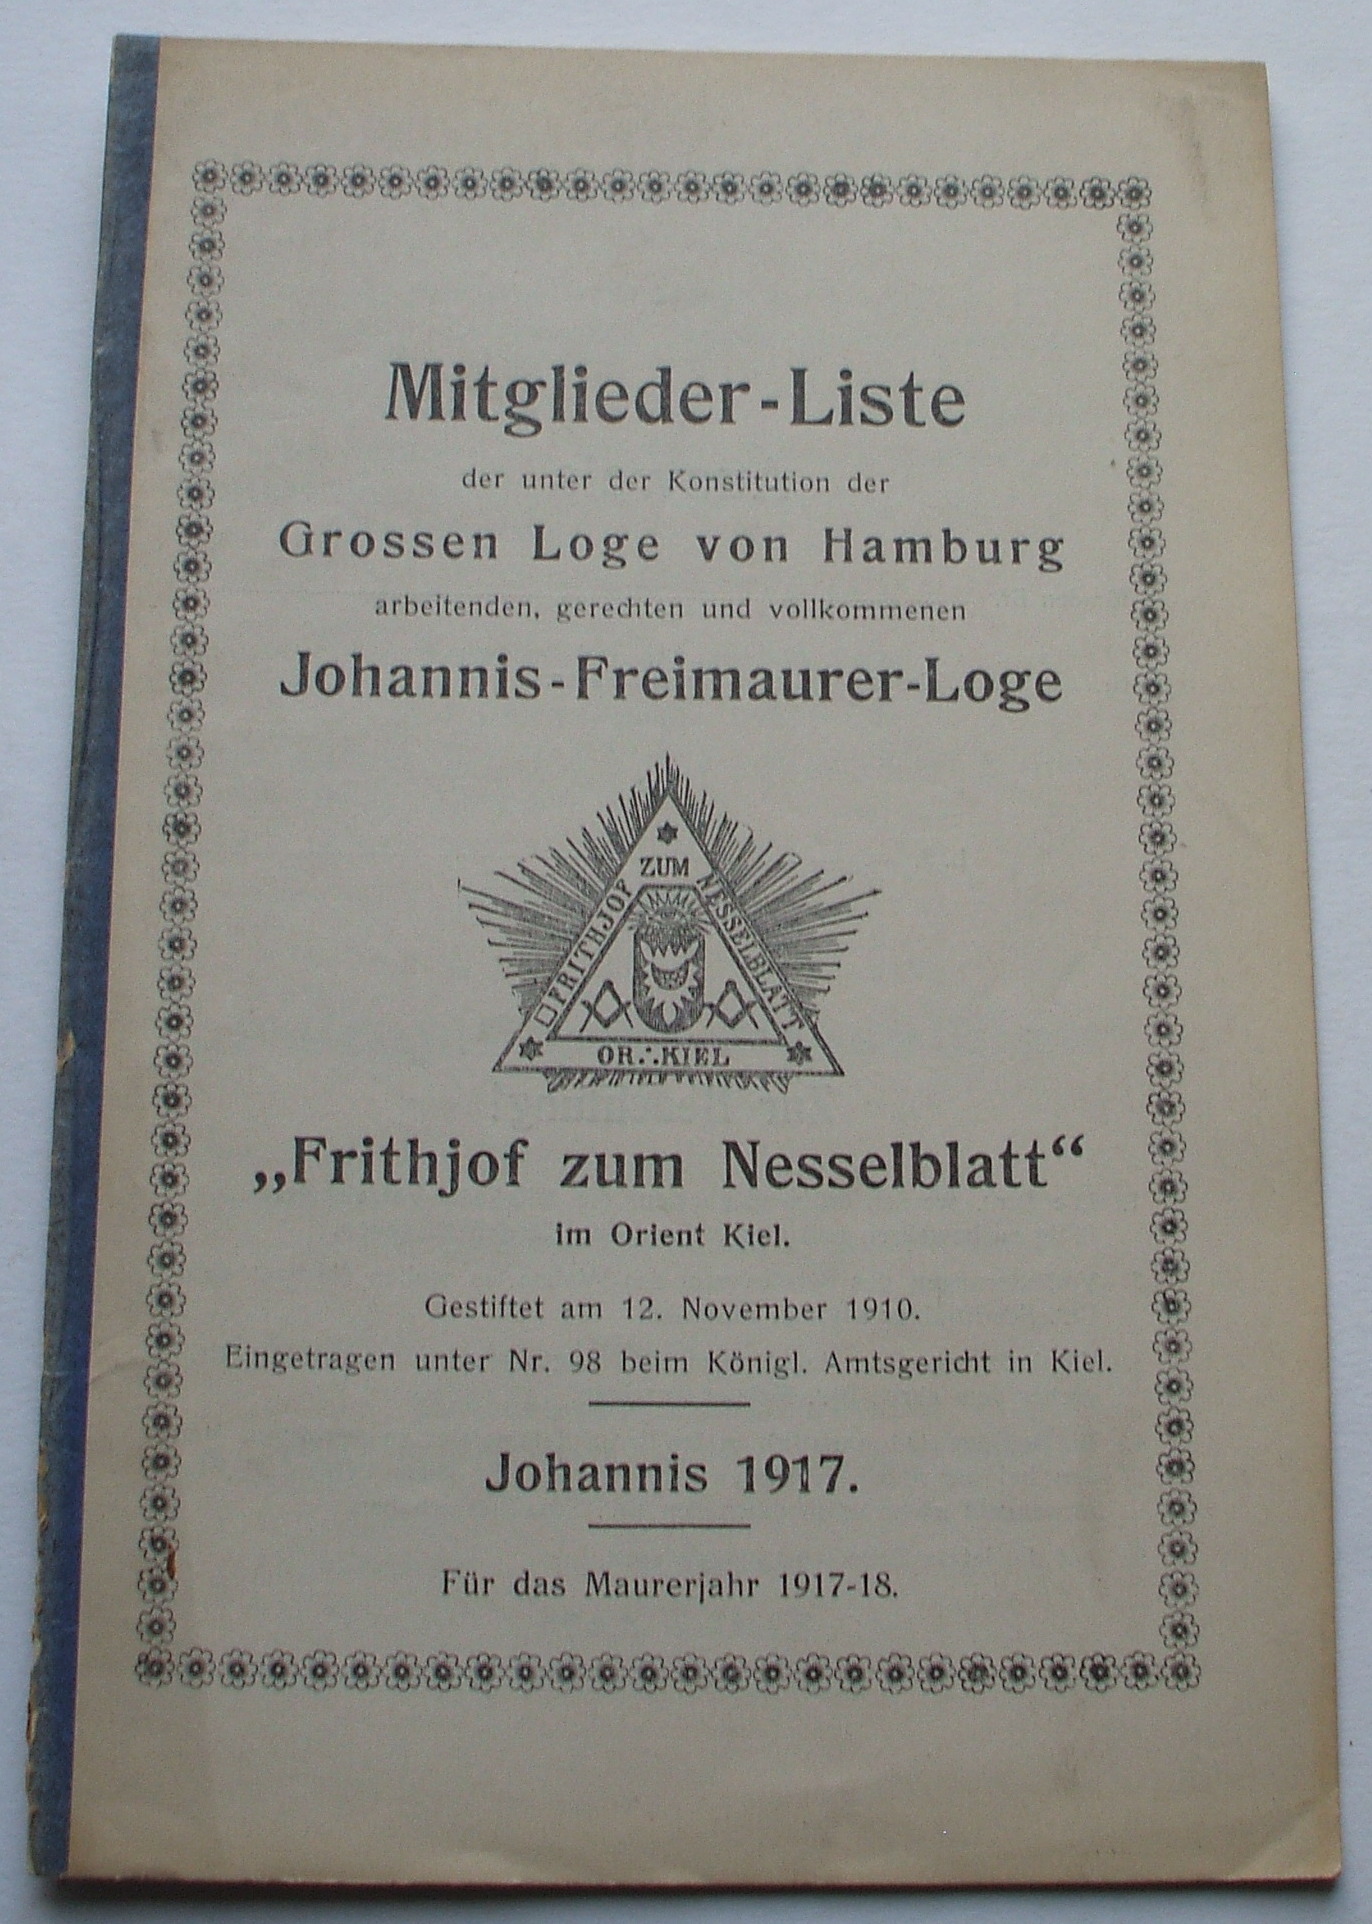 Mitglieder-Liste
der unter der Konstitution der
Grossen Loge von Hamburg
arbeitenden, gerechten und vollkommenen
Johannis-Freimaurer-Loge
□FRITHJOF ZUM NESSELBLATT
OR∴KIEL
„Frithjof zum Nesselblatt“
im Orient Kiel.
Gestiftet am 12. November 1910.
Eingetragen unter Nr. 98 beim Königl. Amtsgericht in Kiel.
Johannis 1917.
Für das Maurerjahr 1917-18.